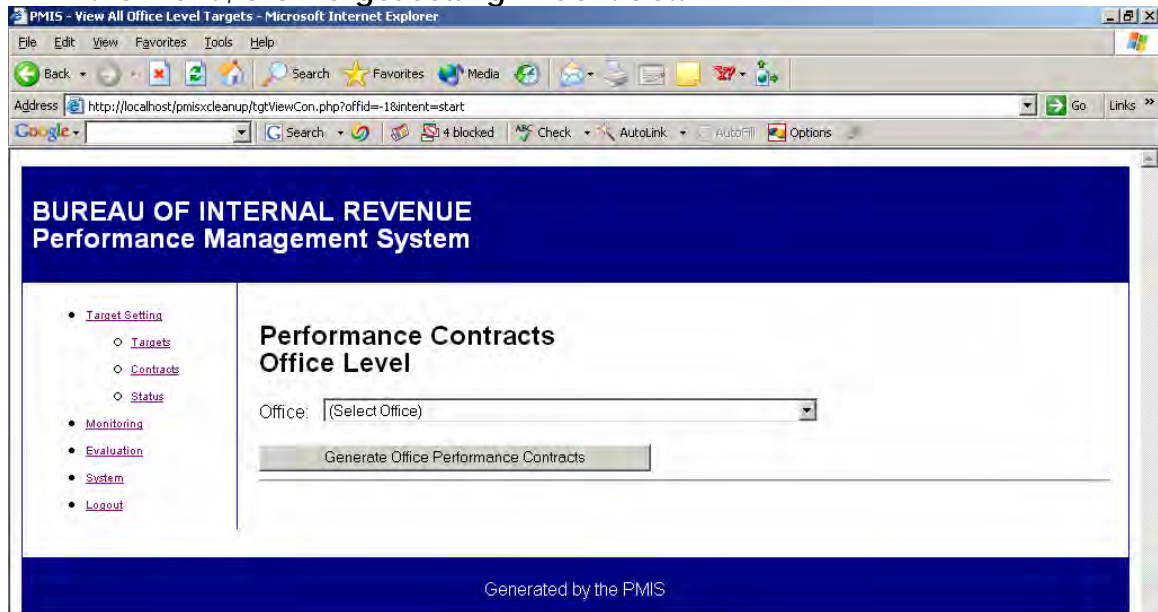 PMIS - View All Office Level Targets - Microsoft Internet Explorer
File Edit View Favorites Tools Help
Back Search Favorites Media
Address http://localhost/pmisxcleanup/tgtViewCon.php?offid=-1&intent=start Go Links »
Google Search 4 blocked ABC Check AutoLink AutoFill Options
BUREAU OF INTERNAL REVENUE
Performance Management System
Target Setting
Targets
Contracts
Status
Monitoring
Evaluation
System
Logout
Performance Contracts
Office Level
Office: (Select Office)
Generate Office Performance Contracts
Generated by the PMIS